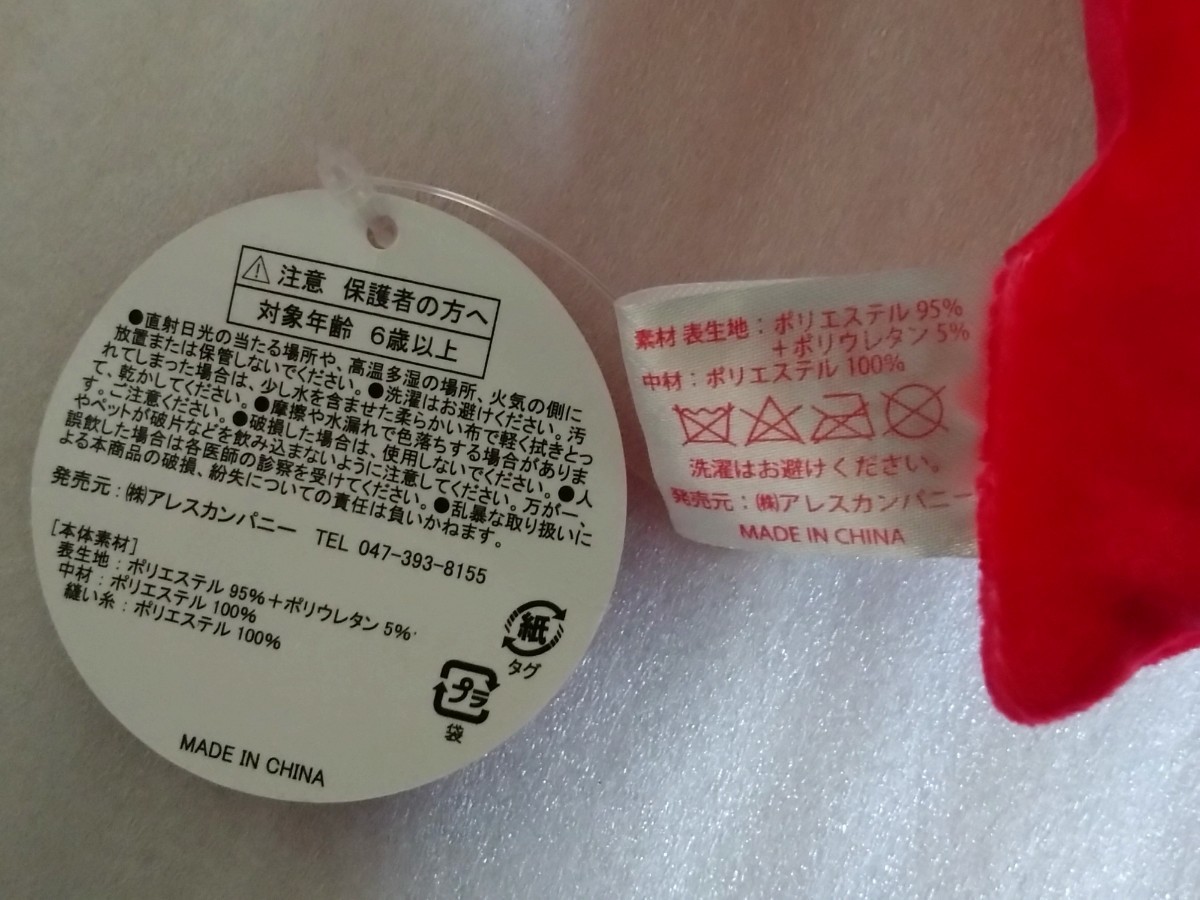 ⚠注意 保護者の方へ
対象年齢 6歳以上
●直射日光の当たる場所や、高温多湿の場所、火気の側に
放置または保管しないでください。●洗濯はお避けください。汚
れてしまった場合は、少し水を含ませた柔らかい布で軽く拭きとっ
て、乾かしてください。●摩擦や水漏れで色落ちする場合がありま
す。ご注意ください。●破損した場合は、使用しないでください。●人
やペットが破片などを飲み込まないように注意してください。万が一、
誤飲した場合は各医師の診察を受けてください。●乱暴な取り扱いに
よる本商品の破損、紛失についての責任は負いかねます。
発売元：㈱アレスカンパニー TEL 047-393-8155
[本体素材]
表生地：ポリエステル 95%＋ポリウレタン 5%
中材：ポリエステル 100%
縫い糸：ポリエステル 100%
紙
タグ
プラ
袋
MADE IN CHINA
素材 表生地：ポリエステル 95%
＋ポリウレタン 5%
中材：ポリエステル 100%
洗濯はお避けください。
発売元：㈱アレスカンパニー
MADE IN CHINA